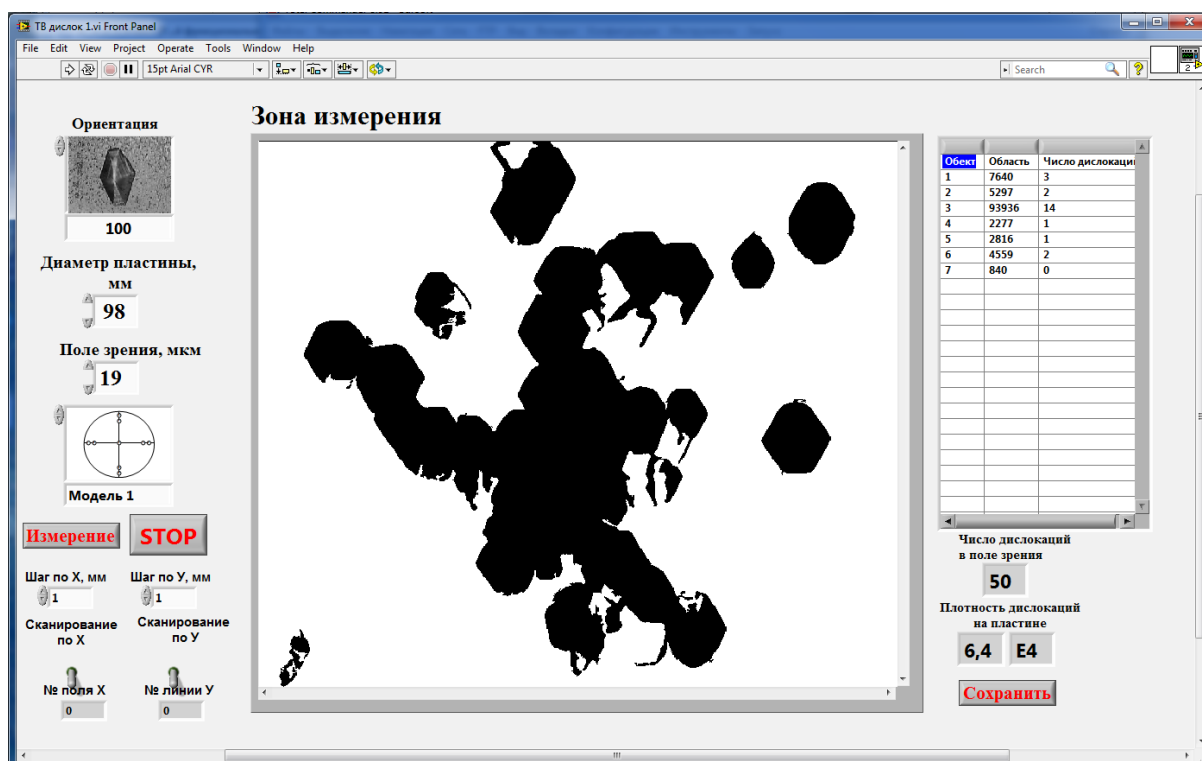 ТВ дислок 1.vi Front Panel
File Edit View Project Operate Tools Window Help
15pt Arial CYR
Search
2
Ориентация
100
Диаметр пластины,
мм
98
Поле зрения, мкм
19
Модель 1
Измерение STOP
Шаг по X, мм Шаг по У, мм
1 1
Сканирование
по X
Сканирование
по У
№ поля X № линии У
0 0
Зона измерения
Обект Область Число дислокаци
1 7640 3
2 5297 2
3 93936 14
4 2277 1
5 2816 1
6 4559 2
7 840 0
Число дислокаций
в поле зрения
50
Плотность дислокаций
на пластине
6,4 E4
Сохранить